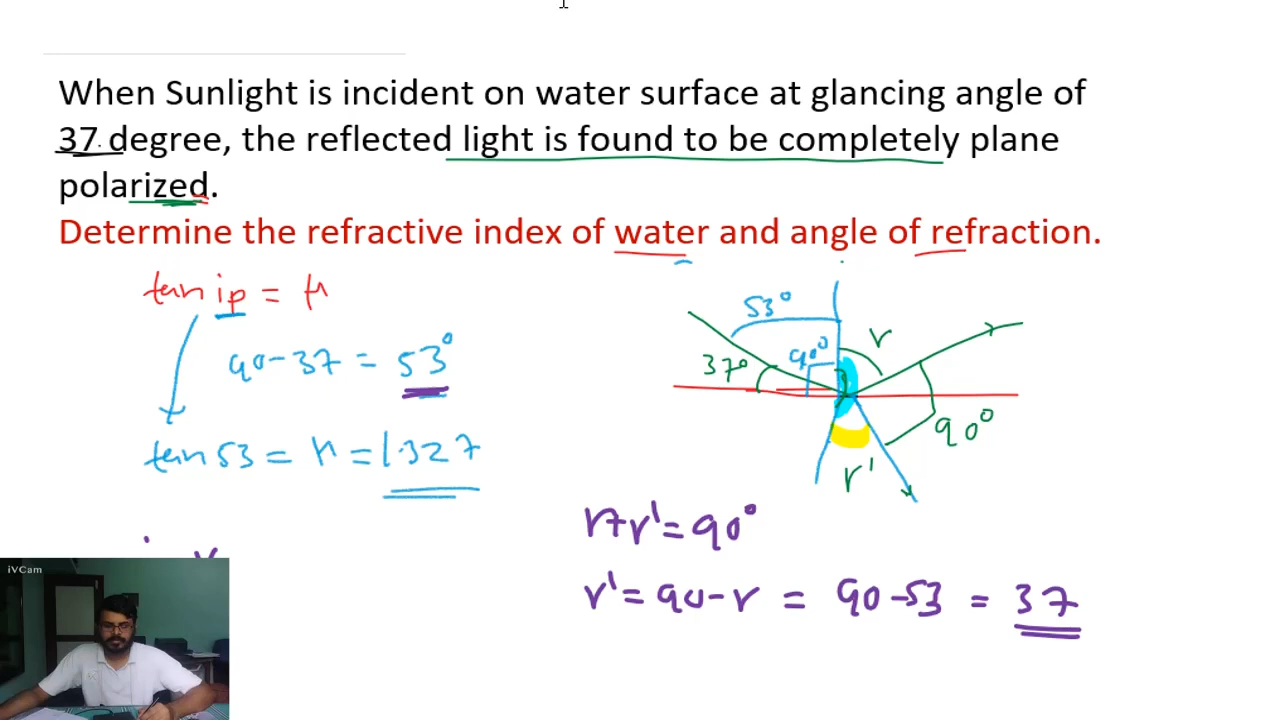 When Sunlight is incident on water surface at glancing angle of
37 degree, the reflected light is found to be completely plane
polarized.
Determine the refractive index of water and angle of refraction.
tan ip = μ
90-37 = 53°
tan 53 = μ = 1.327
53°
37°
90°
r
90°
r'
r+r' = 90°
r' = 90-r = 90-53 = 37
iVCam